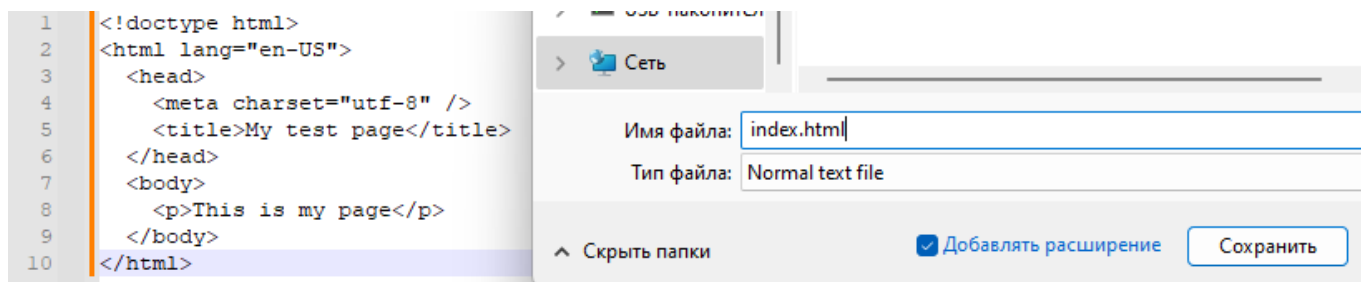 1 <!doctype html>
2 <html lang="en-US">
3 <head>
4 <meta charset="utf-8" />
5 <title>My test page</title>
6 </head>
7 <body>
8 <p>This is my page</p>
9 </body>
10 </html>
Сеть
Имя файла: index.html
Тип файла: Normal text file
Скрыть папки
Добавлять расширение
Сохранить